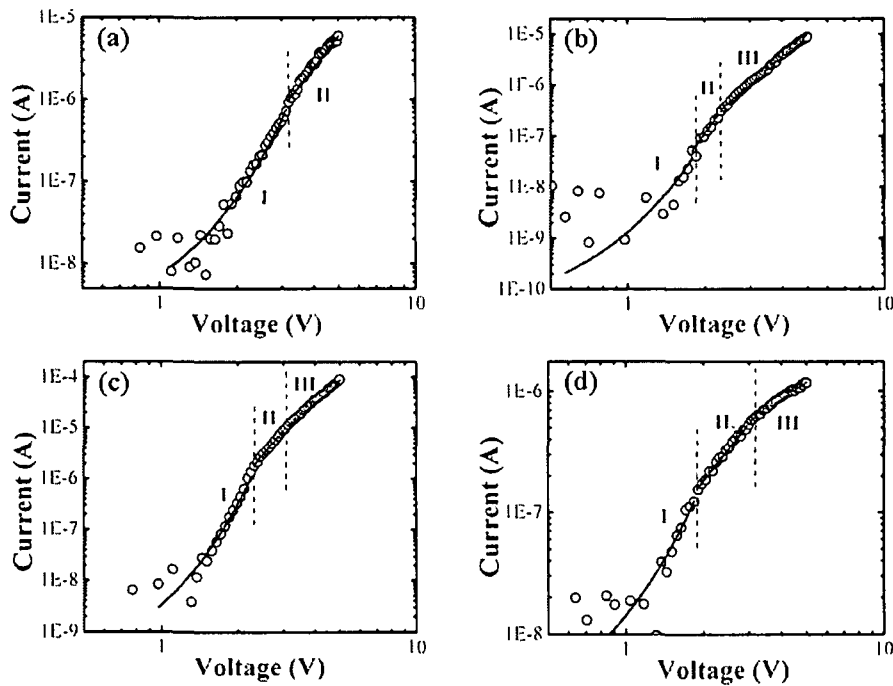 (a)
1E-5
1E-6
1E-7
1E-8
Current (A)
I
II
1
10
Voltage (V)
(b)
1E-5
1E-6
1E-7
1E-8
1E-9
1E-10
Current (A)
I
II
III
1
10
Voltage (V)
(c)
1E-4
1E-5
1E-6
1E-7
1E-8
1E-9
Current (A)
I
II
III
1
10
Voltage (V)
(d)
1E-6
1E-7
1E-8
Current (A)
I
II
III
1
10
Voltage (V)